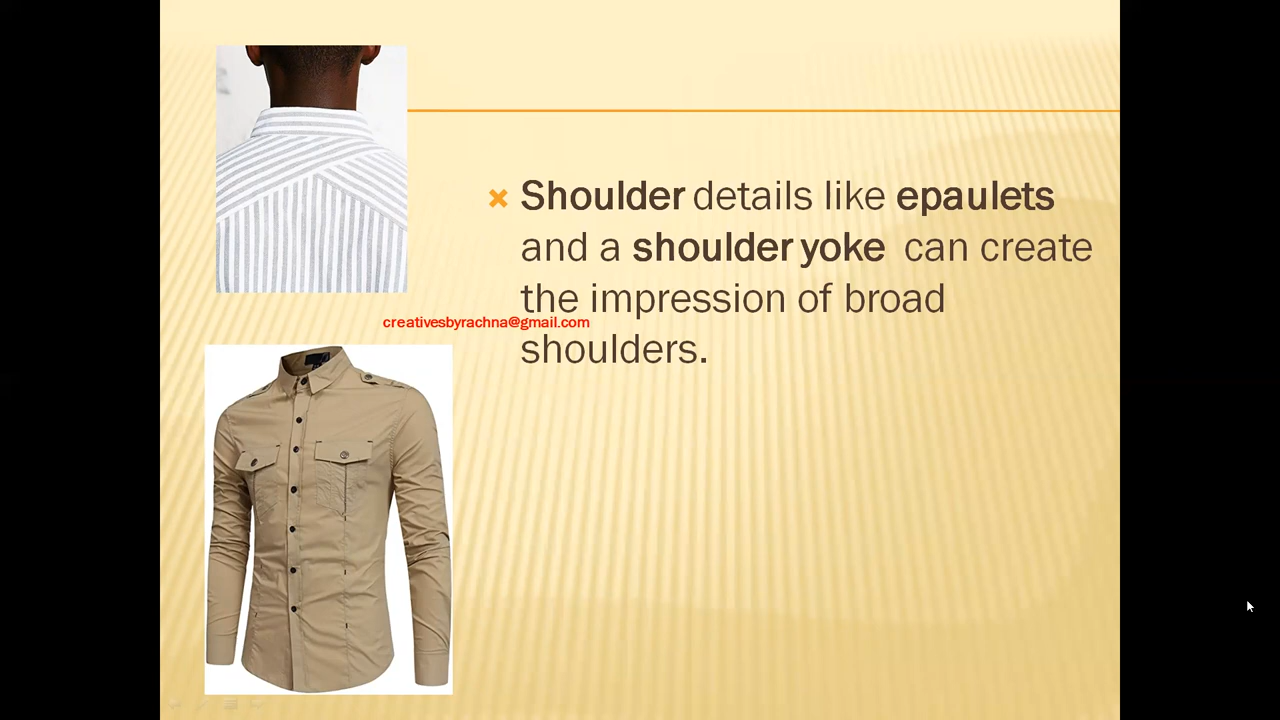 Shoulder details like epaulets
and a shoulder yoke can create
the impression of broad
creativesbyrachna@gmail.com
shoulders.